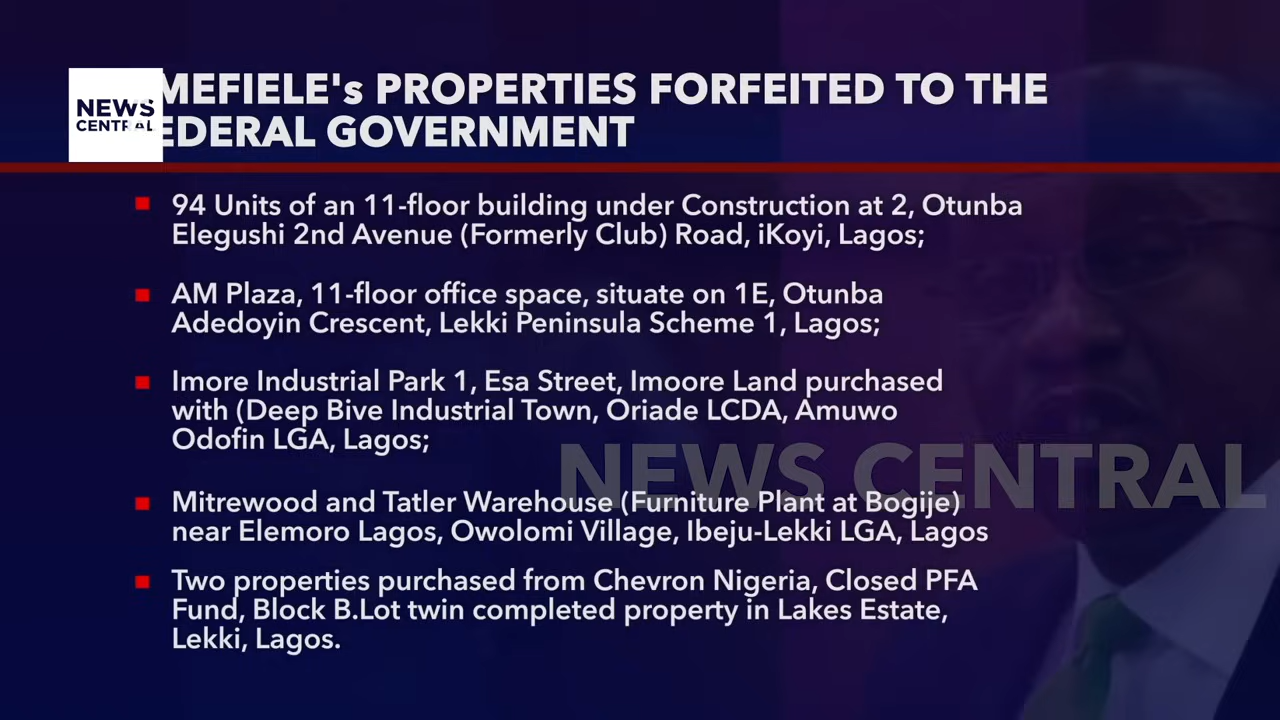 MEFIELE's PROPERTIES FORFEITED TO THE
EDERAL GOVERNMENT
NEWS
CENTRAL
94 Units of an 11-floor building under Construction at 2, Otunba
Elegushi 2nd Avenue (Formerly Club) Road, iKoyi, Lagos;
AM Plaza, 11-floor office space, situate on 1E, Otunba
Adedoyin Crescent, Lekki Peninsula Scheme 1, Lagos;
Imore Industrial Park 1, Esa Street, Imoore Land purchased
with (Deep Bive Industrial Town, Oriade LCDA, Amuwo
Odofin LGA, Lagos;
NEWS CENTRAL
Mitrewood and Tatler Warehouse (Furniture Plant at Bogije)
near Elemoro Lagos, Owolomi Village, Ibeju-Lekki LGA, Lagos
Two properties purchased from Chevron Nigeria, Closed PFA
Fund, Block B.Lot twin completed property in Lakes Estate,
Lekki, Lagos.